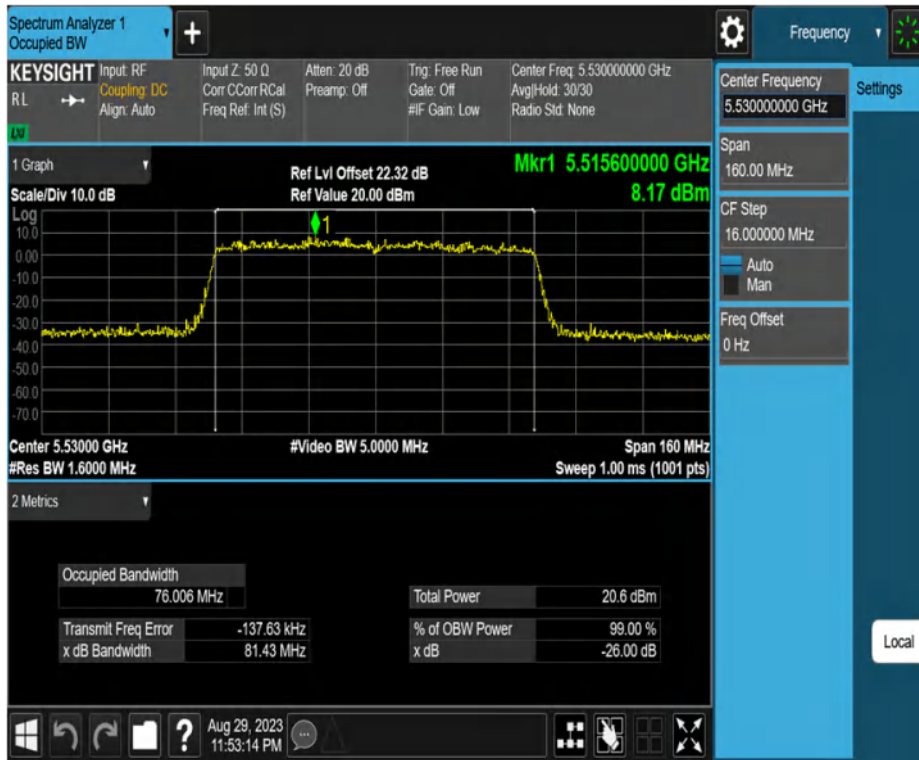 Spectrum Analyzer 1
Occupied BW
+
Frequency
KEYSIGHT
RL
LXI
Input: RF
Coupling: DC
Align: Auto
Input Z: 50 Ω
Corr CCorr RCal
Freq Ref: Int (S)
Atten: 20 dB
Preamp: Off
Trig: Free Run
Gate: Off
#IF Gain: Low
Center Freq: 5.530000000 GHz
Avg|Hold: 30/30
Radio Std: None
Center Frequency
5.530000000 GHz
Settings
Span
160.00 MHz
CF Step
16.000000 MHz
Auto
Man
Freq Offset
0 Hz
1 Graph
Scale/Div 10.0 dB
Ref Lvl Offset 22.32 dB
Ref Value 20.00 dBm
Mkr1 5.515600000 GHz
8.17 dBm
Log
10.0
0.00
-10.0
-20.0
-30.0
-40.0
-50.0
-60.0
-70.0
1
Center 5.53000 GHz
#Video BW 5.0000 MHz
Span 160 MHz
#Res BW 1.6000 MHz
Sweep 1.00 ms (1001 pts)
2 Metrics
Occupied Bandwidth
76.006 MHz
Total Power 20.6 dBm
Transmit Freq Error -137.63 kHz
% of OBW Power 99.00 %
x dB Bandwidth 81.43 MHz
x dB -26.00 dB
Local
?
Aug 29, 2023
11:53:14 PM